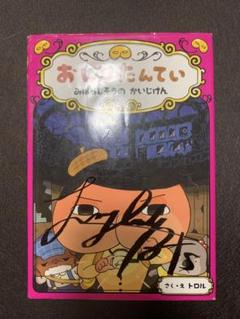 おしりたんてい
みはらしそうの かいじけん
さく・え トロル